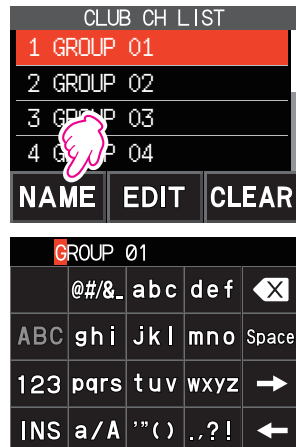 CLUB CH LIST
1 GROUP 01
2 GROUP 02
3 GROUP 03
4 GROUP 04
NAME EDIT CLEAR
GROUP 01
@#/&_ abc def
ABC ghi jkl mno Space
123 pqrs tuv wxyz →
INS a/A '"() .,?! ←